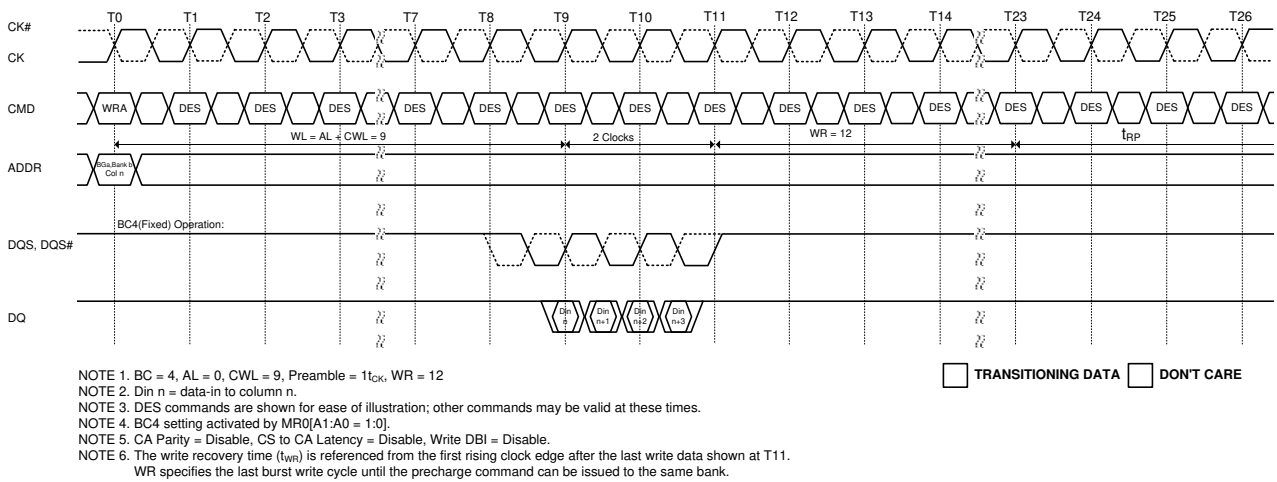 T0 T1 T2 T3 T7 T8 T9 T10 T11 T12 T13 T14 T23 T24 T25 T26
CK#
CK
CMD WRA DES DES DES DES DES DES DES DES DES DES DES DES DES DES DES
WL = AL + CWL = 9 2 Clocks WR = 12 tRP
ADDR
BGa,Bank b
Col n
BC4(Fixed) Operation:
DQS, DQS#
DQ
Din n
Din n+1
Din n+2
Din n+3
NOTE 1. BC = 4, AL = 0, CWL = 9, Preamble = 1tCK, WR = 12
NOTE 2. Din n = data-in to column n.
NOTE 3. DES commands are shown for ease of illustration; other commands may be valid at these times.
NOTE 4. BC4 setting activated by MR0[A1:A0 = 1:0].
NOTE 5. CA Parity = Disable, CS to CA Latency = Disable, Write DBI = Disable.
NOTE 6. The write recovery time (tWR) is referenced from the first rising clock edge after the last write data shown at T11.
WR specifies the last burst write cycle until the precharge command can be issued to the same bank.
TRANSITIONING DATA DON'T CARE